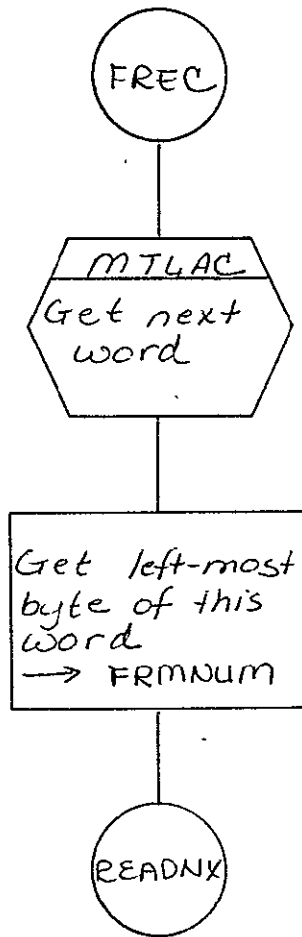 FREC
MTLAC
Get next
word
Get left-most
byte of this
word
→ FRMNUM
READNX